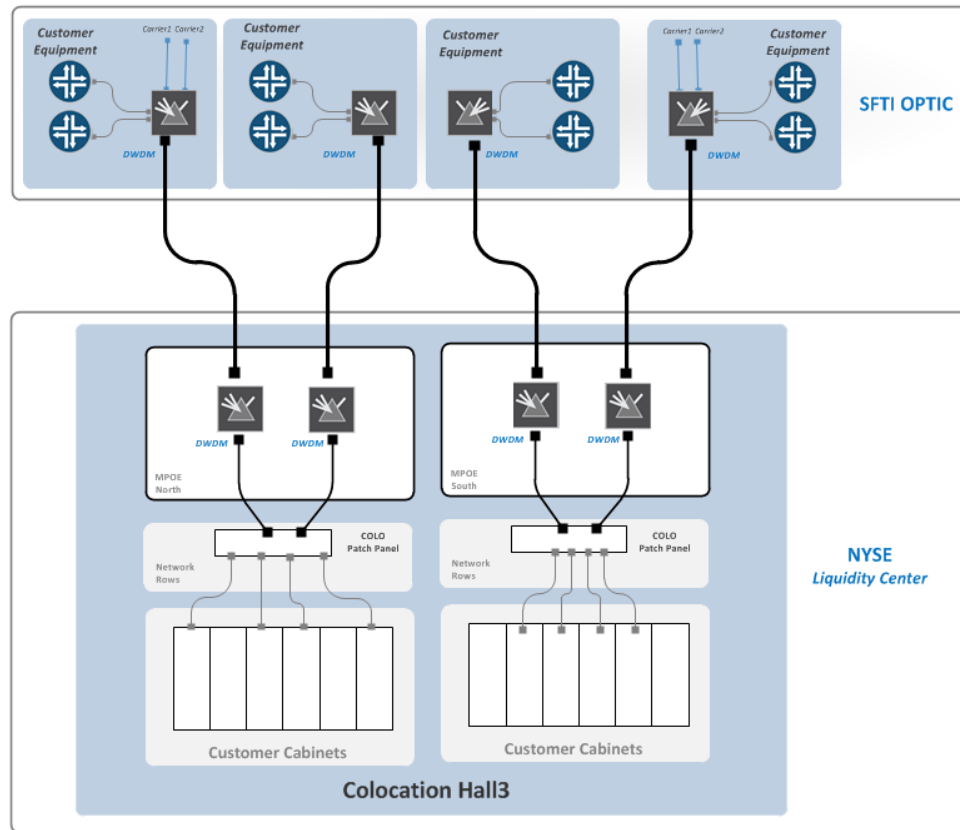 Customer
Equipment
Carrier1 Carrier2
DWDM
Customer
Equipment
DWDM
Customer
Equipment
DWDM
Carrier1 Carrier2
Customer
Equipment
DWDM
SFTI OPTIC
DWDM
DWDM
MPOE
North
DWDM
DWDM
MPOE
South
COLO
Patch Panel
Network
Rows
COLO
Patch Panel
Network
Rows
NYSE
Liquidity Center
Customer Cabinets
Customer Cabinets
Colocation Hall3